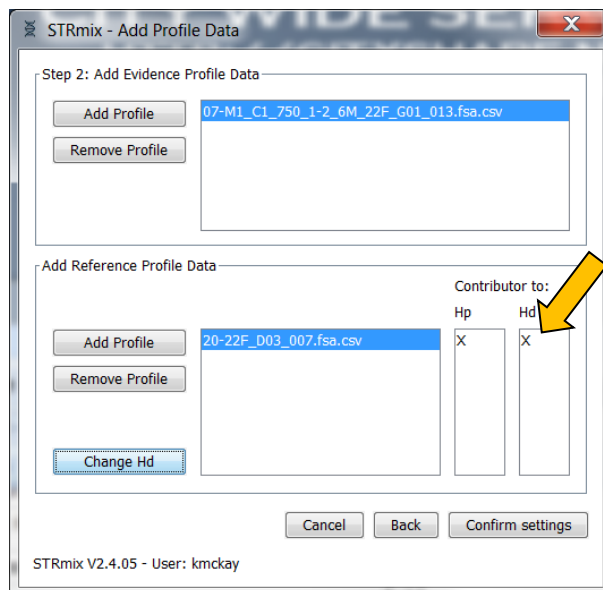 STRmix - Add Profile Data
X
Step 2: Add Evidence Profile Data
Add Profile
07-M1_C1_750_1-2_6M_22F_G01_013.fsa.csv
Remove Profile
Add Reference Profile Data
Contributor to:
Hp Hd
Add Profile
20-22F_D03_007.fsa.csv X X
Remove Profile
Change Hd
Cancel Back Confirm settings
STRmix V2.4.05 - User: kmckay